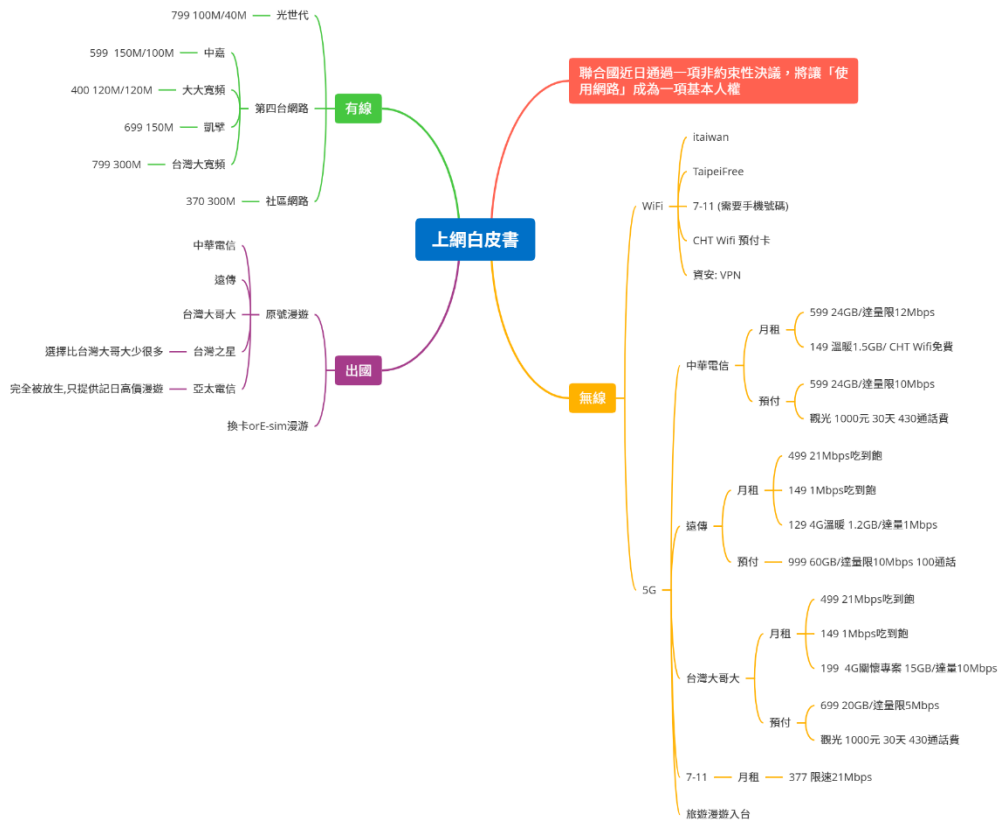 上網白皮書
聯合國近日通過一項非約束性決議，將讓「使
用網路」成為一項基本人權
有線
光世代
799 100M/40M
第四台網路
中嘉
599  150M/100M
大大寬頻
400 120M/120M
凱擘
699 150M
台灣大寬頻
799 300M
社區網路
370 300M
出國
原號漫遊
中華電信
遠傳
台灣大哥大
台灣之星
選擇比台灣大哥大少很多
亞太電信
完全被放生,只提供記日高價漫遊
換卡orE-sim漫游
無線
WiFi
itaiwan
TaipeiFree
7-11 (需要手機號碼)
CHT Wifi 預付卡
資安: VPN
5G
中華電信
月租
599 24GB/達量限12Mbps
149 溫暖1.5GB/ CHT Wifi免費
預付
599 24GB/達量限10Mbps
觀光 1000元 30天 430通話費
遠傳
月租
499 21Mbps吃到飽
149 1Mbps吃到飽
129 4G溫暖 1.2GB/達量1Mbps
預付
999 60GB/達量限10Mbps 100通話
台灣大哥大
月租
499 21Mbps吃到飽
149 1Mbps吃到飽
199  4G關懷專案 15GB/達量10Mbps
預付
699 20GB/達量限5Mbps
觀光 1000元 30天 430通話費
7-11
月租
377 限速21Mbps
旅遊漫遊入台